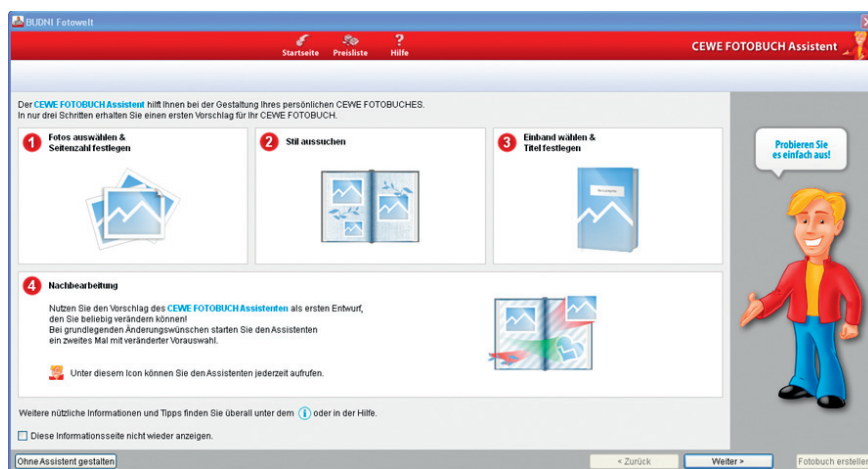 BUDNI Fotowelt
Startseite Preisliste Hilfe
CEWE FOTOBUCH Assistent
Der CEWE FOTOBUCH Assistent hilft Ihnen bei der Gestaltung Ihres persönlichen CEWE FOTOBUCHES.
In nur drei Schritten erhalten Sie einen ersten Vorschlag für Ihr CEWE FOTOBUCH.
1 Fotos auswählen &
Seitenzahl festlegen
2 Stil aussuchen
3 Einband wählen &
Titel festlegen
Probieren Sie
es einfach aus!
4 Nachbearbeitung
Nutzen Sie den Vorschlag des CEWE FOTOBUCH Assistenten als ersten Entwurf,
den Sie beliebig verändern können!
Bei grundlegenden Änderungswünschen starten Sie den Assistenten
ein zweites Mal mit veränderter Vorauswahl.
Unter diesem Icon können Sie den Assistenten jederzeit aufrufen.
Weitere nützliche Informationen und Tipps finden Sie überall unter dem i oder in der Hilfe.
Diese Informationsseite nicht wieder anzeigen.
Ohne Assistent gestalten
< Zurück Weiter > Fotobuch erstellen